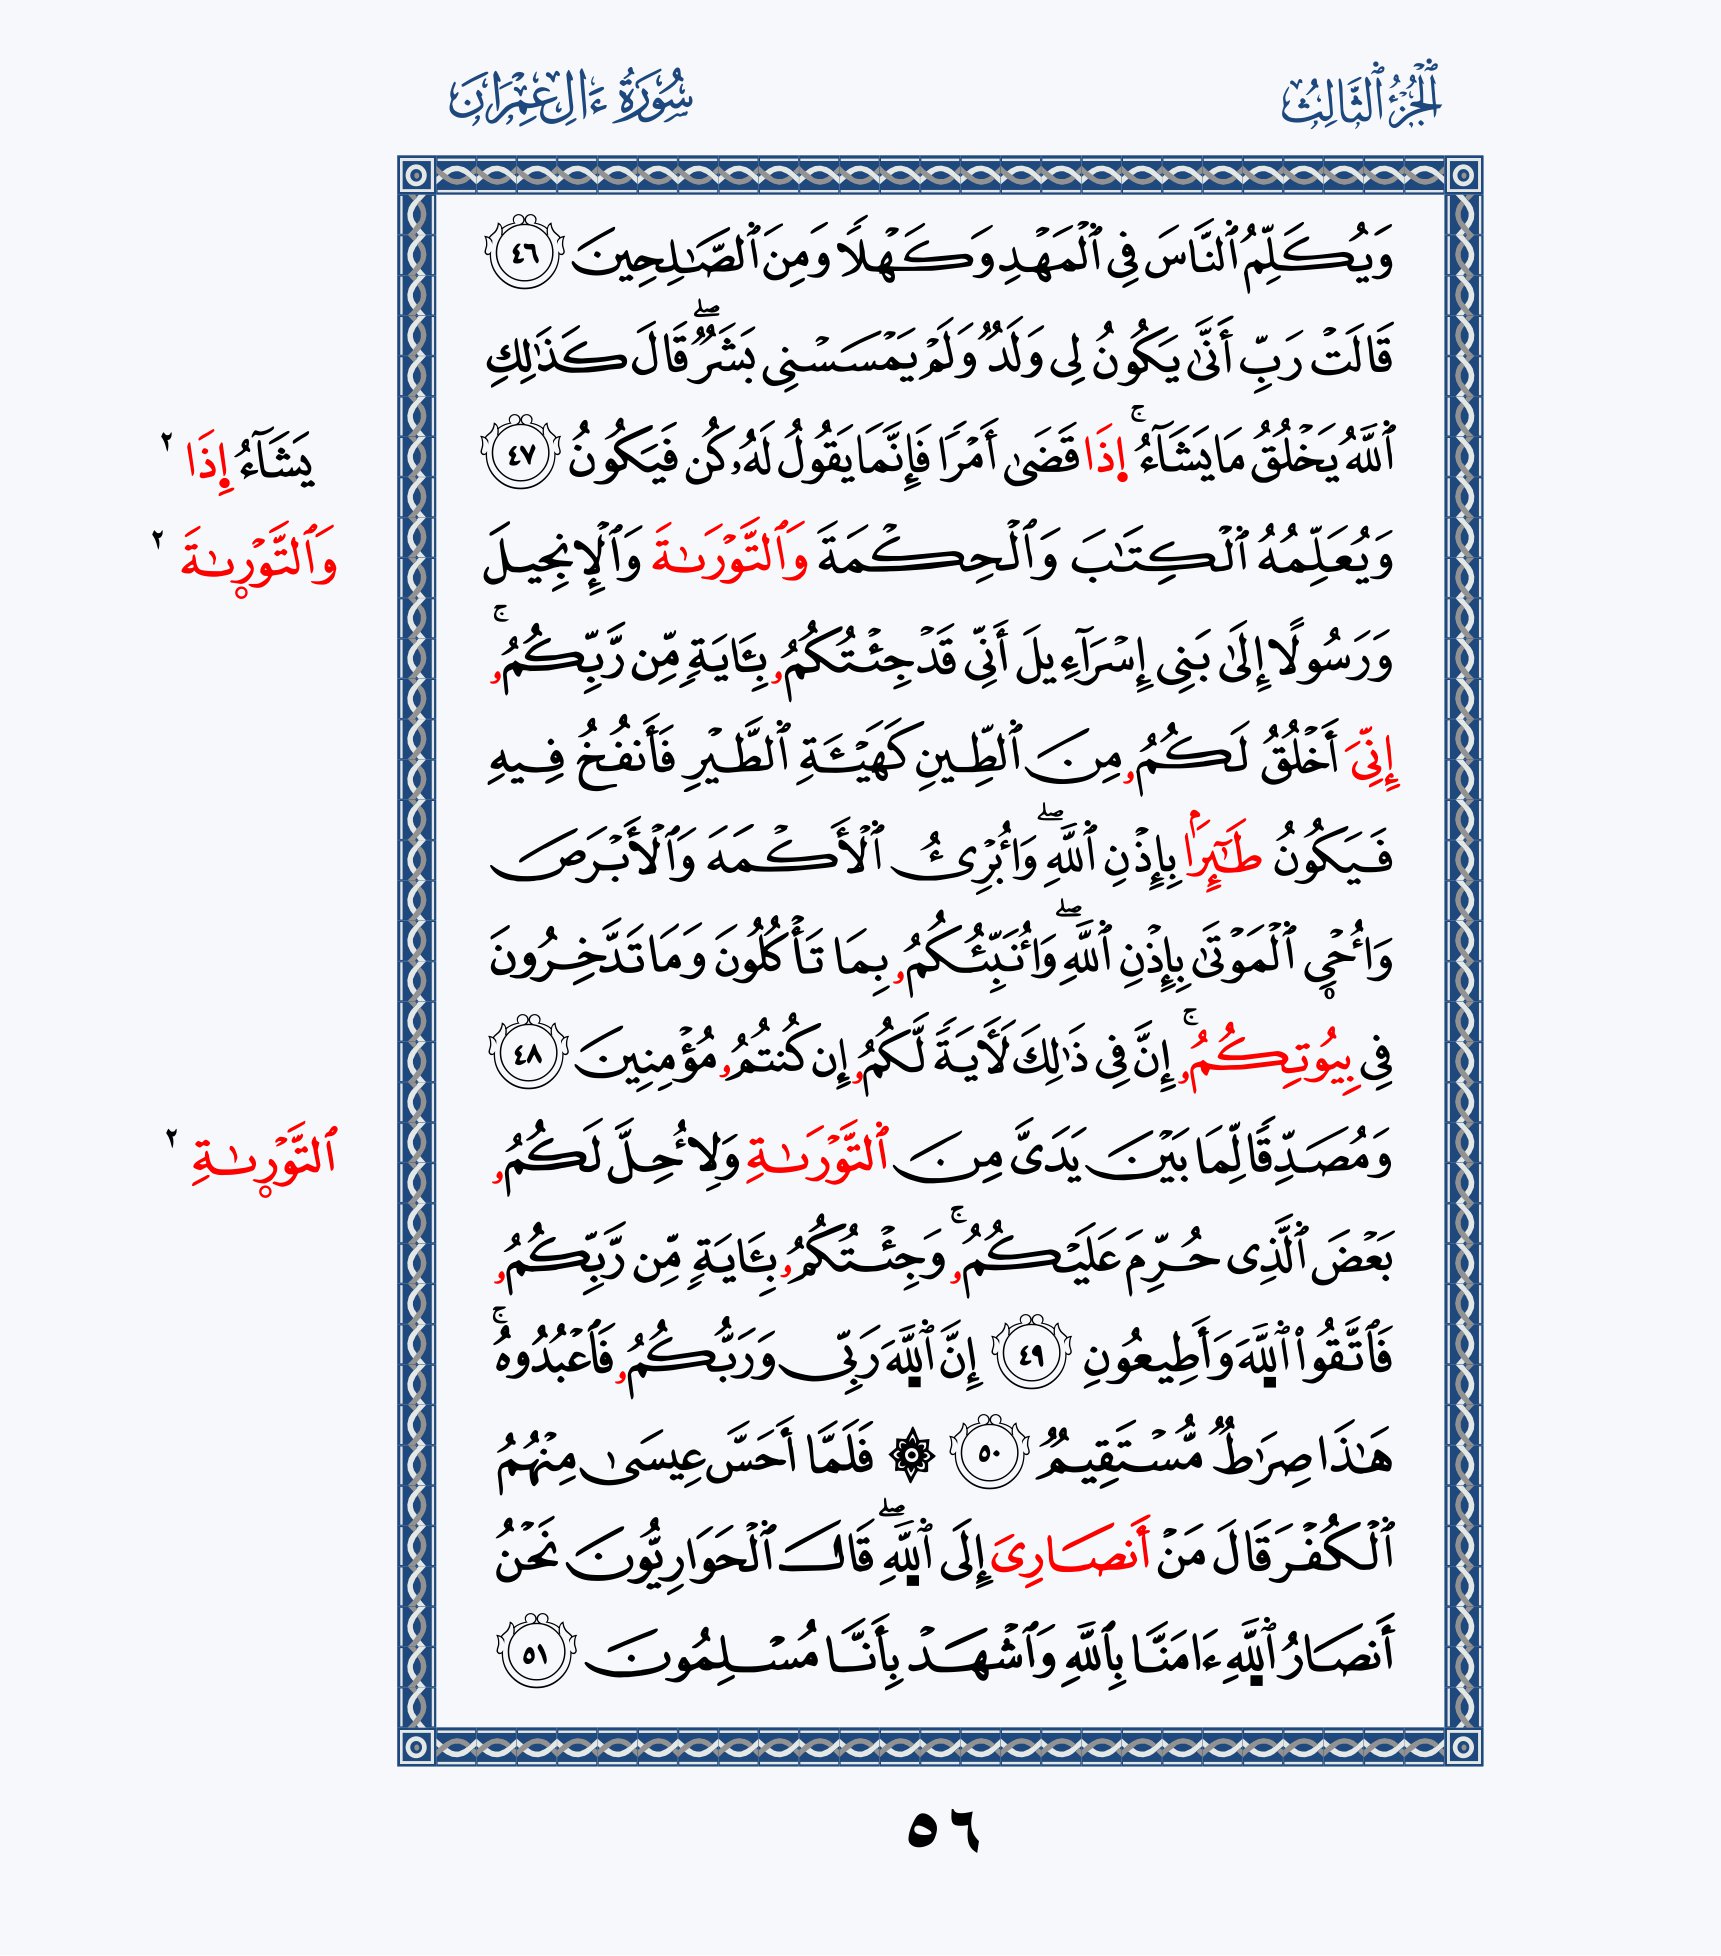 ٱلْجُزْءُ ٱلثَّالِثُ
سُورَةُ ءَالِ عِمْرَانَ
وَيُكَلِّمُ ٱلنَّاسَ فِي ٱلْمَهْدِ وَكَهْلًا وَمِنَ ٱلصَّٰلِحِينَ ٤٦
قَالَتْ رَبِّ أَنَّىٰ يَكُونُ لِى وَلَدٌ وَلَمْ يَمْسَسْنِى بَشَرٌ ۖ قَالَ كَذَٰلِكِ
ٱللَّهُ يَخْلُقُ مَا يَشَآءُ ۚ إِذَا قَضَىٰ أَمْرًا فَإِنَّمَا يَقُولُ لَهُۥ كُن فَيَكُونُ ٤٧
يَشَآءُ إِذَا ٢
وَيُعَلِّمُهُ ٱلْكِتَٰبَ وَٱلْحِكْمَةَ وَٱلتَّوْرَىٰةَ وَٱلْإِنجِيلَ
وَٱلتَّوْرىٰةَ ٢
وَرَسُولًا إِلَىٰ بَنِى إِسْرَآءِيلَ أَنِّى قَدْ جِئْتُكُمُۥ بِـَٔايَةٍ مِّن رَّبِّكُمُۥ ۚ
إِنِّىَ أَخْلُقُ لَكُمُۥ مِنَ ٱلطِّينِ كَهَيْـَٔةِ ٱلطَّيْرِ فَأَنفُخُ فِيهِ
فَيَكُونُ طَٰٓئِرًا بِإِذْنِ ٱللَّهِ ۖ وَأُبْرِئُ ٱلْأَكْمَهَ وَٱلْأَبْرَصَ
وَأُحْيِ ٱلْمَوْتَىٰ بِإِذْنِ ٱللَّهِ ۖ وَأُنَبِّئُكُمُۥ بِمَا تَأْكُلُونَ وَمَا تَدَّخِرُونَ
فِى بِيُوتِكُمُۥ ۚ إِنَّ فِى ذَٰلِكَ لَأٓيَةً لَّكُمُۥ إِن كُنتُمُۥ مُؤْمِنِينَ ٤٨
وَمُصَدِّقًا لِّمَا بَيْنَ يَدَىَّ مِنَ ٱلتَّوْرَىٰةِ وَلِأُحِلَّ لَكُمُۥ
ٱلتَّوْرىٰةِ ٢
بَعْضَ ٱلَّذِى حُرِّمَ عَلَيْكُمُۥ ۚ وَجِئْتُكُمُۥ بِـَٔايَةٍ مِّن رَّبِّكُمُۥ
فَٱتَّقُوا۟ ٱللَّهَ وَأَطِيعُونِ ٤٩ إِنَّ ٱللَّهَ رَبِّى وَرَبُّكُمُۥ فَٱعْبُدُوهُ ۚ
هَٰذَا صِرَٰطٌ مُّسْتَقِيمٌ ٥٠ ۞ فَلَمَّا أَحَسَّ عِيسَىٰ مِنْهُمُ
ٱلْكُفْرَ قَالَ مَنْ أَنصَارِىَ إِلَى ٱللَّهِ ۖ قَالَ ٱلْحَوَارِيُّونَ نَحْنُ
أَنصَارُ ٱللَّهِ ءَامَنَّا بِٱللَّهِ وَٱشْهَدْ بِأَنَّا مُسْلِمُونَ ٥١
٥٦